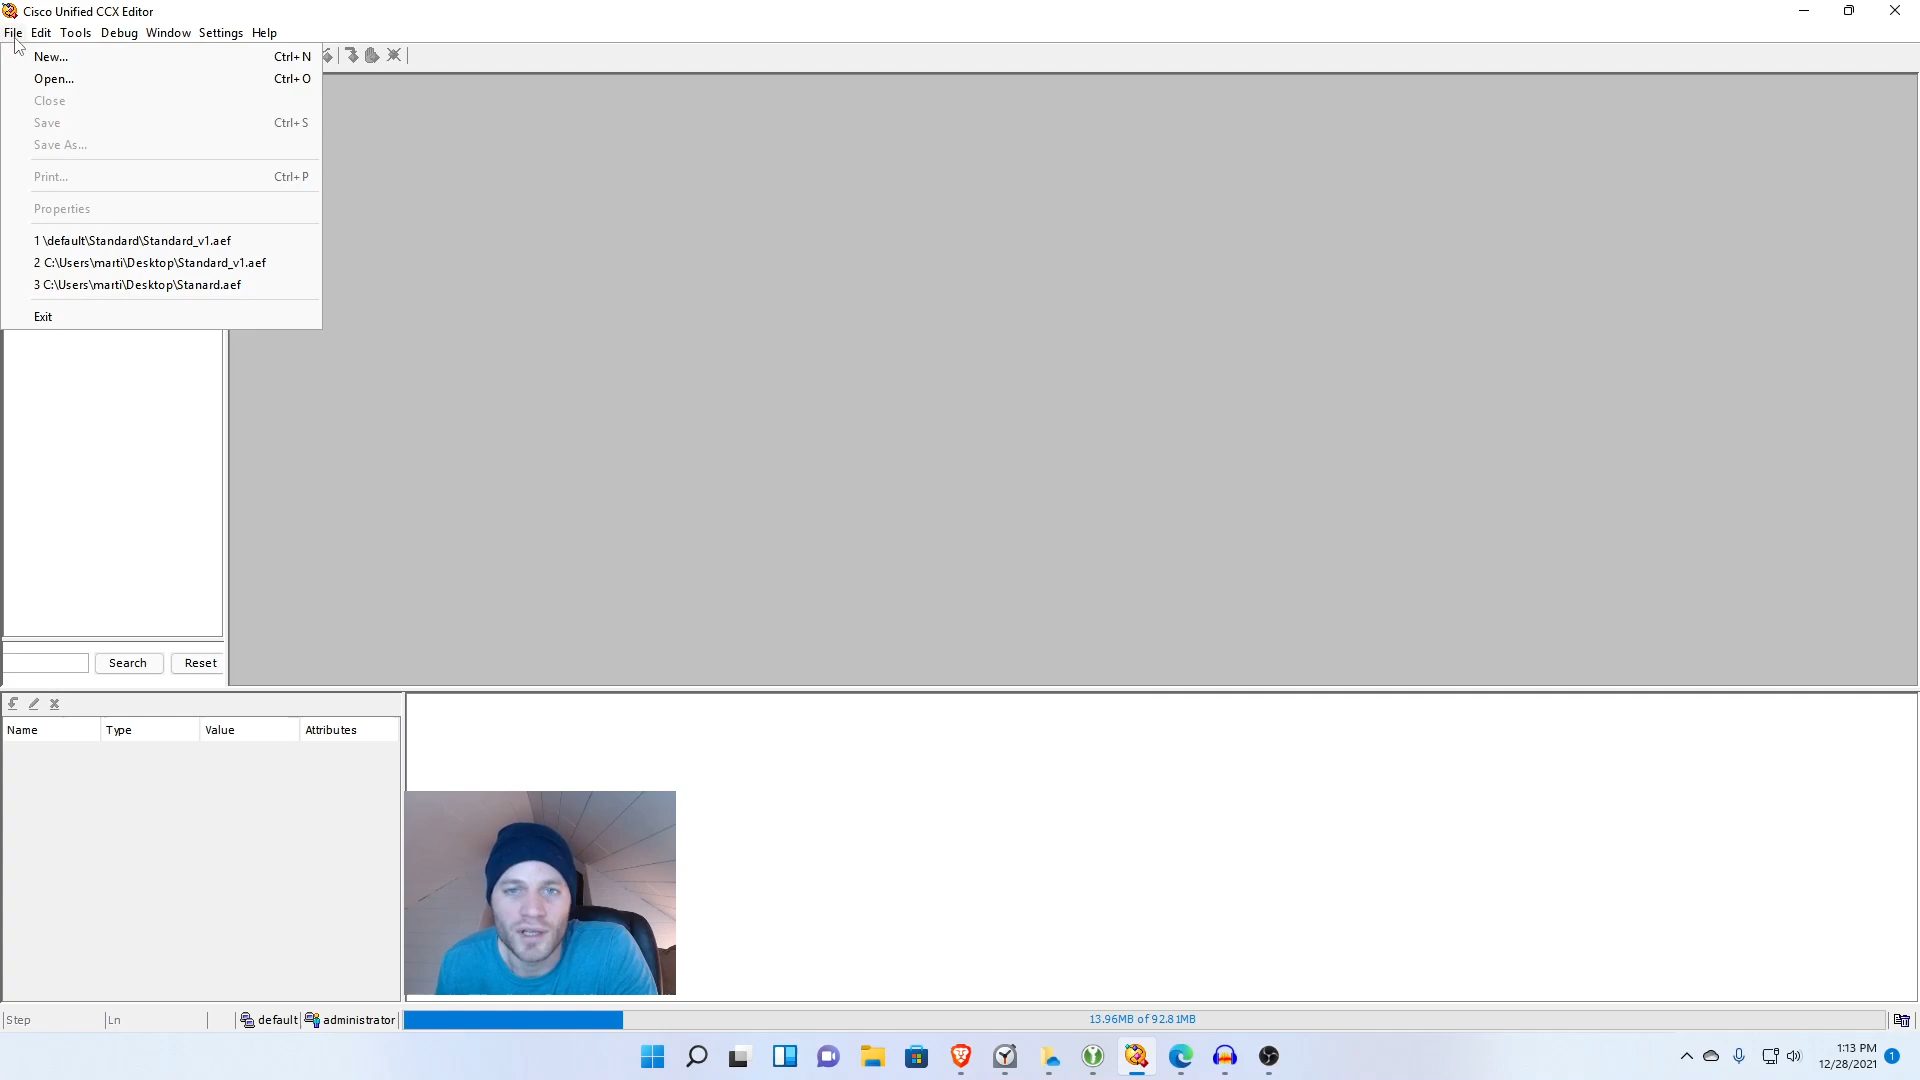 Cisco Unified CCX Editor
File Edit Tools Debug Window Settings Help
New... Ctrl+N
Open... Ctrl+O
Close
Save Ctrl+S
Save As...
Print... Ctrl+P
Properties
1 \default\Standard\Standard_v1.aef
2 C:\Users\marti\Desktop\Standard_v1.aef
3 C:\Users\marti\Desktop\Stanard.aef
Exit
Search Reset
Name Type Value Attributes
Step Ln default administrator 13.96MB of 92.81MB
1:13 PM
12/28/2021 1